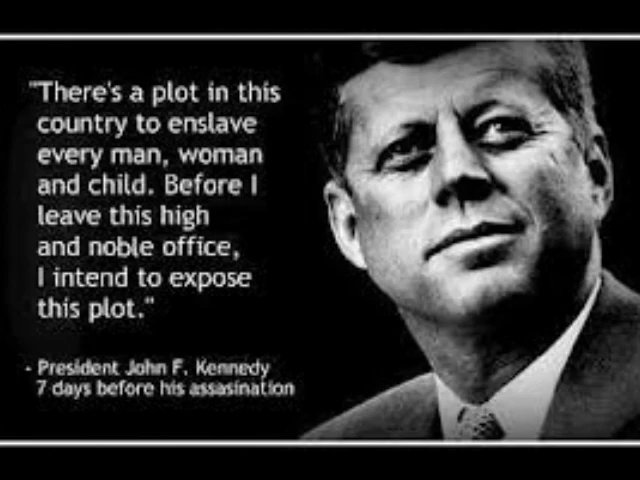 "There's a plot in this
country to enslave
every man, woman
and child. Before I
leave this high
and noble office,
I intend to expose
this plot."
- President John F. Kennedy
7 days before his assasination